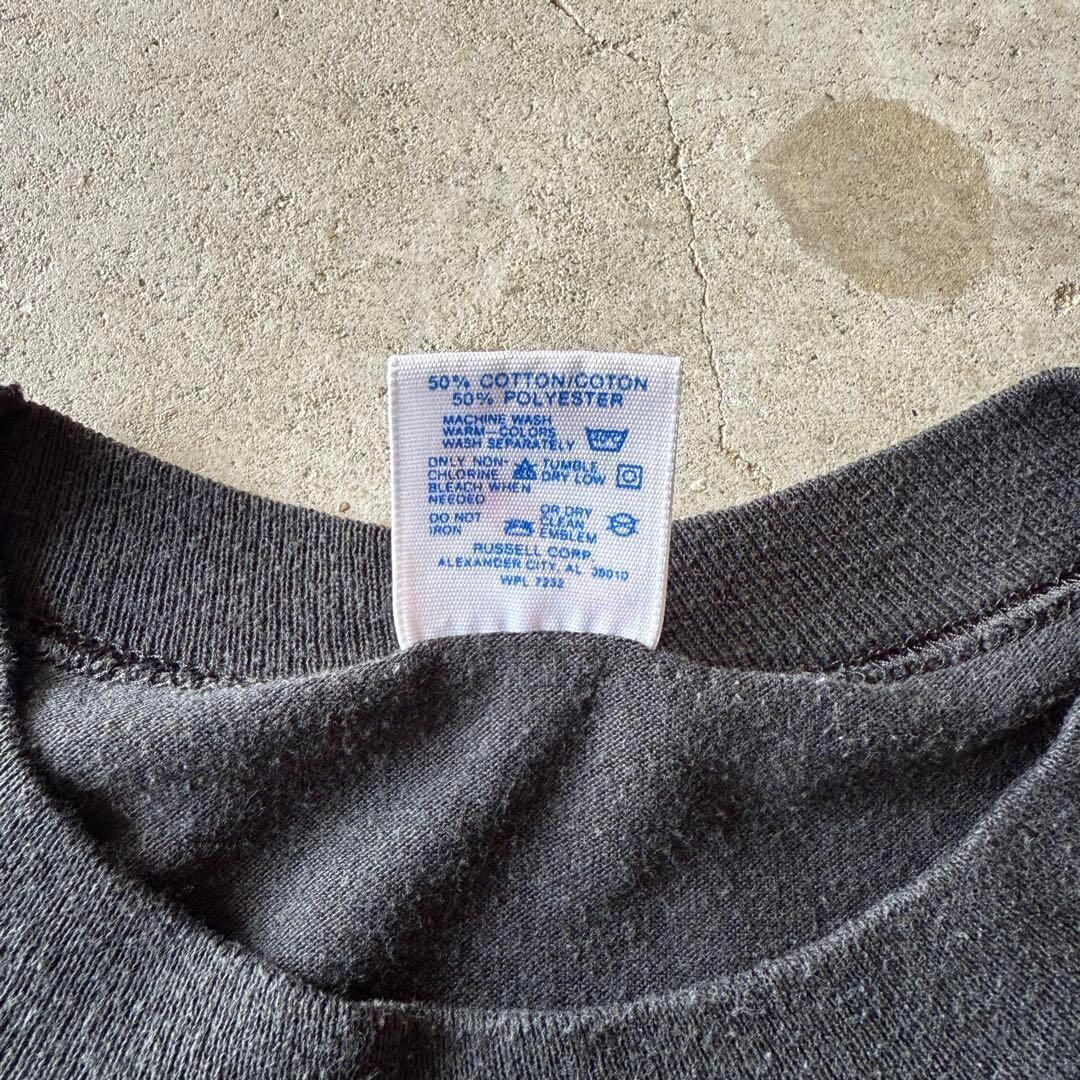 50% COTTON/COTON
50% POLYESTER
MACHINE WASH
WARM—COLORS
WASH SEPARATELY
ONLY NON-
CHLORINE
BLEACH WHEN
NEEDED
TUMBLE
DRY LOW
DO NOT
IRON
OR DRY
CLEAN
EMBLEM
RUSSELL CORP
ALEXANDER CITY, AL 35010
WPL 7232